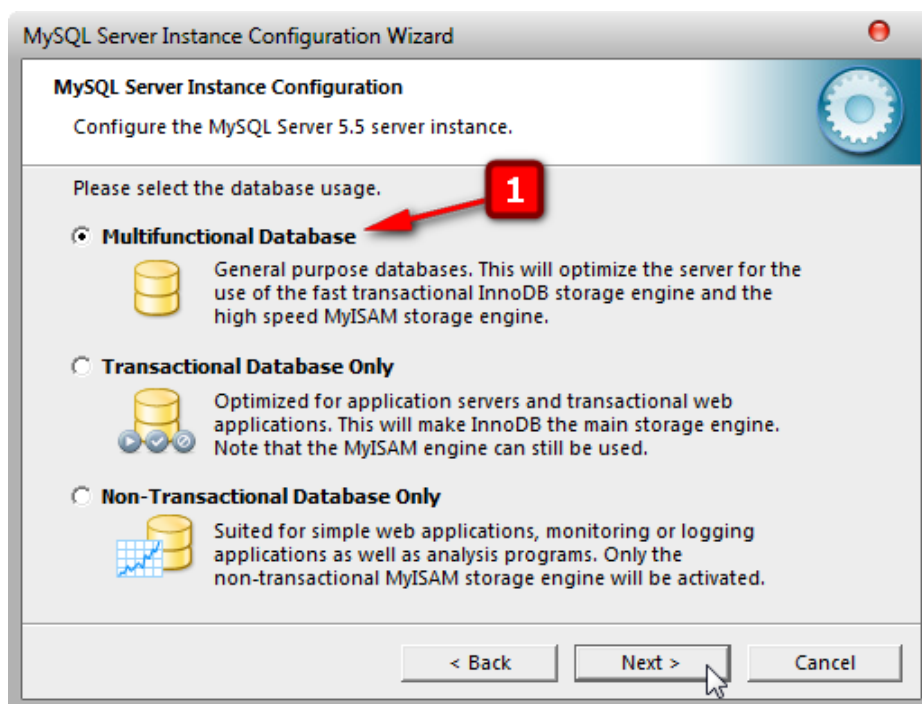 MySQL Server Instance Configuration Wizard
MySQL Server Instance Configuration
Configure the MySQL Server 5.5 server instance.
Please select the database usage.
1
Multifunctional Database
General purpose databases. This will optimize the server for the
use of the fast transactional InnoDB storage engine and the
high speed MyISAM storage engine.
Transactional Database Only
Optimized for application servers and transactional web
applications. This will make InnoDB the main storage engine.
Note that the MyISAM engine can still be used.
Non-Transactional Database Only
Suited for simple web applications, monitoring or logging
applications as well as analysis programs. Only the
non-transactional MyISAM storage engine will be activated.
< Back
Next >
Cancel